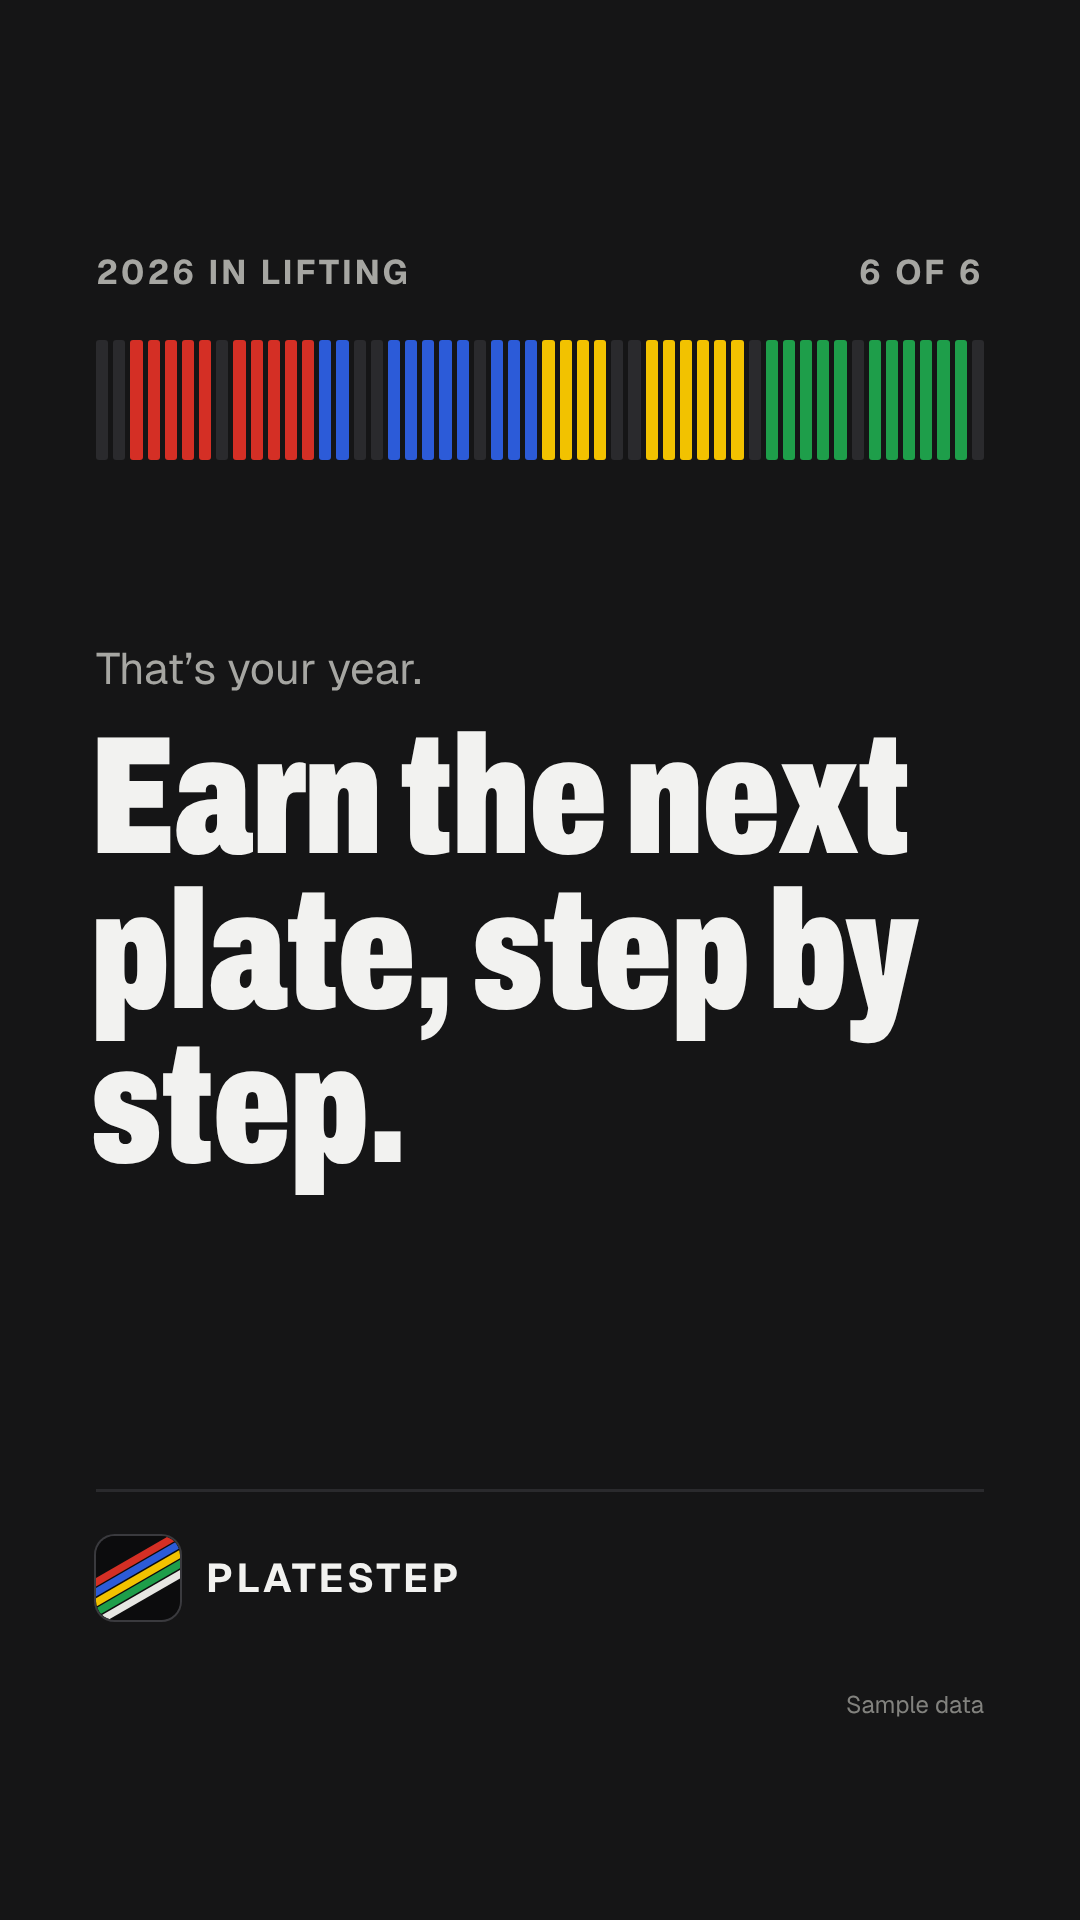 2026 IN LIFTING
6 OF 6
That’s your year.
Earn the next
plate, step by
step.
PLATESTEP
Sample data